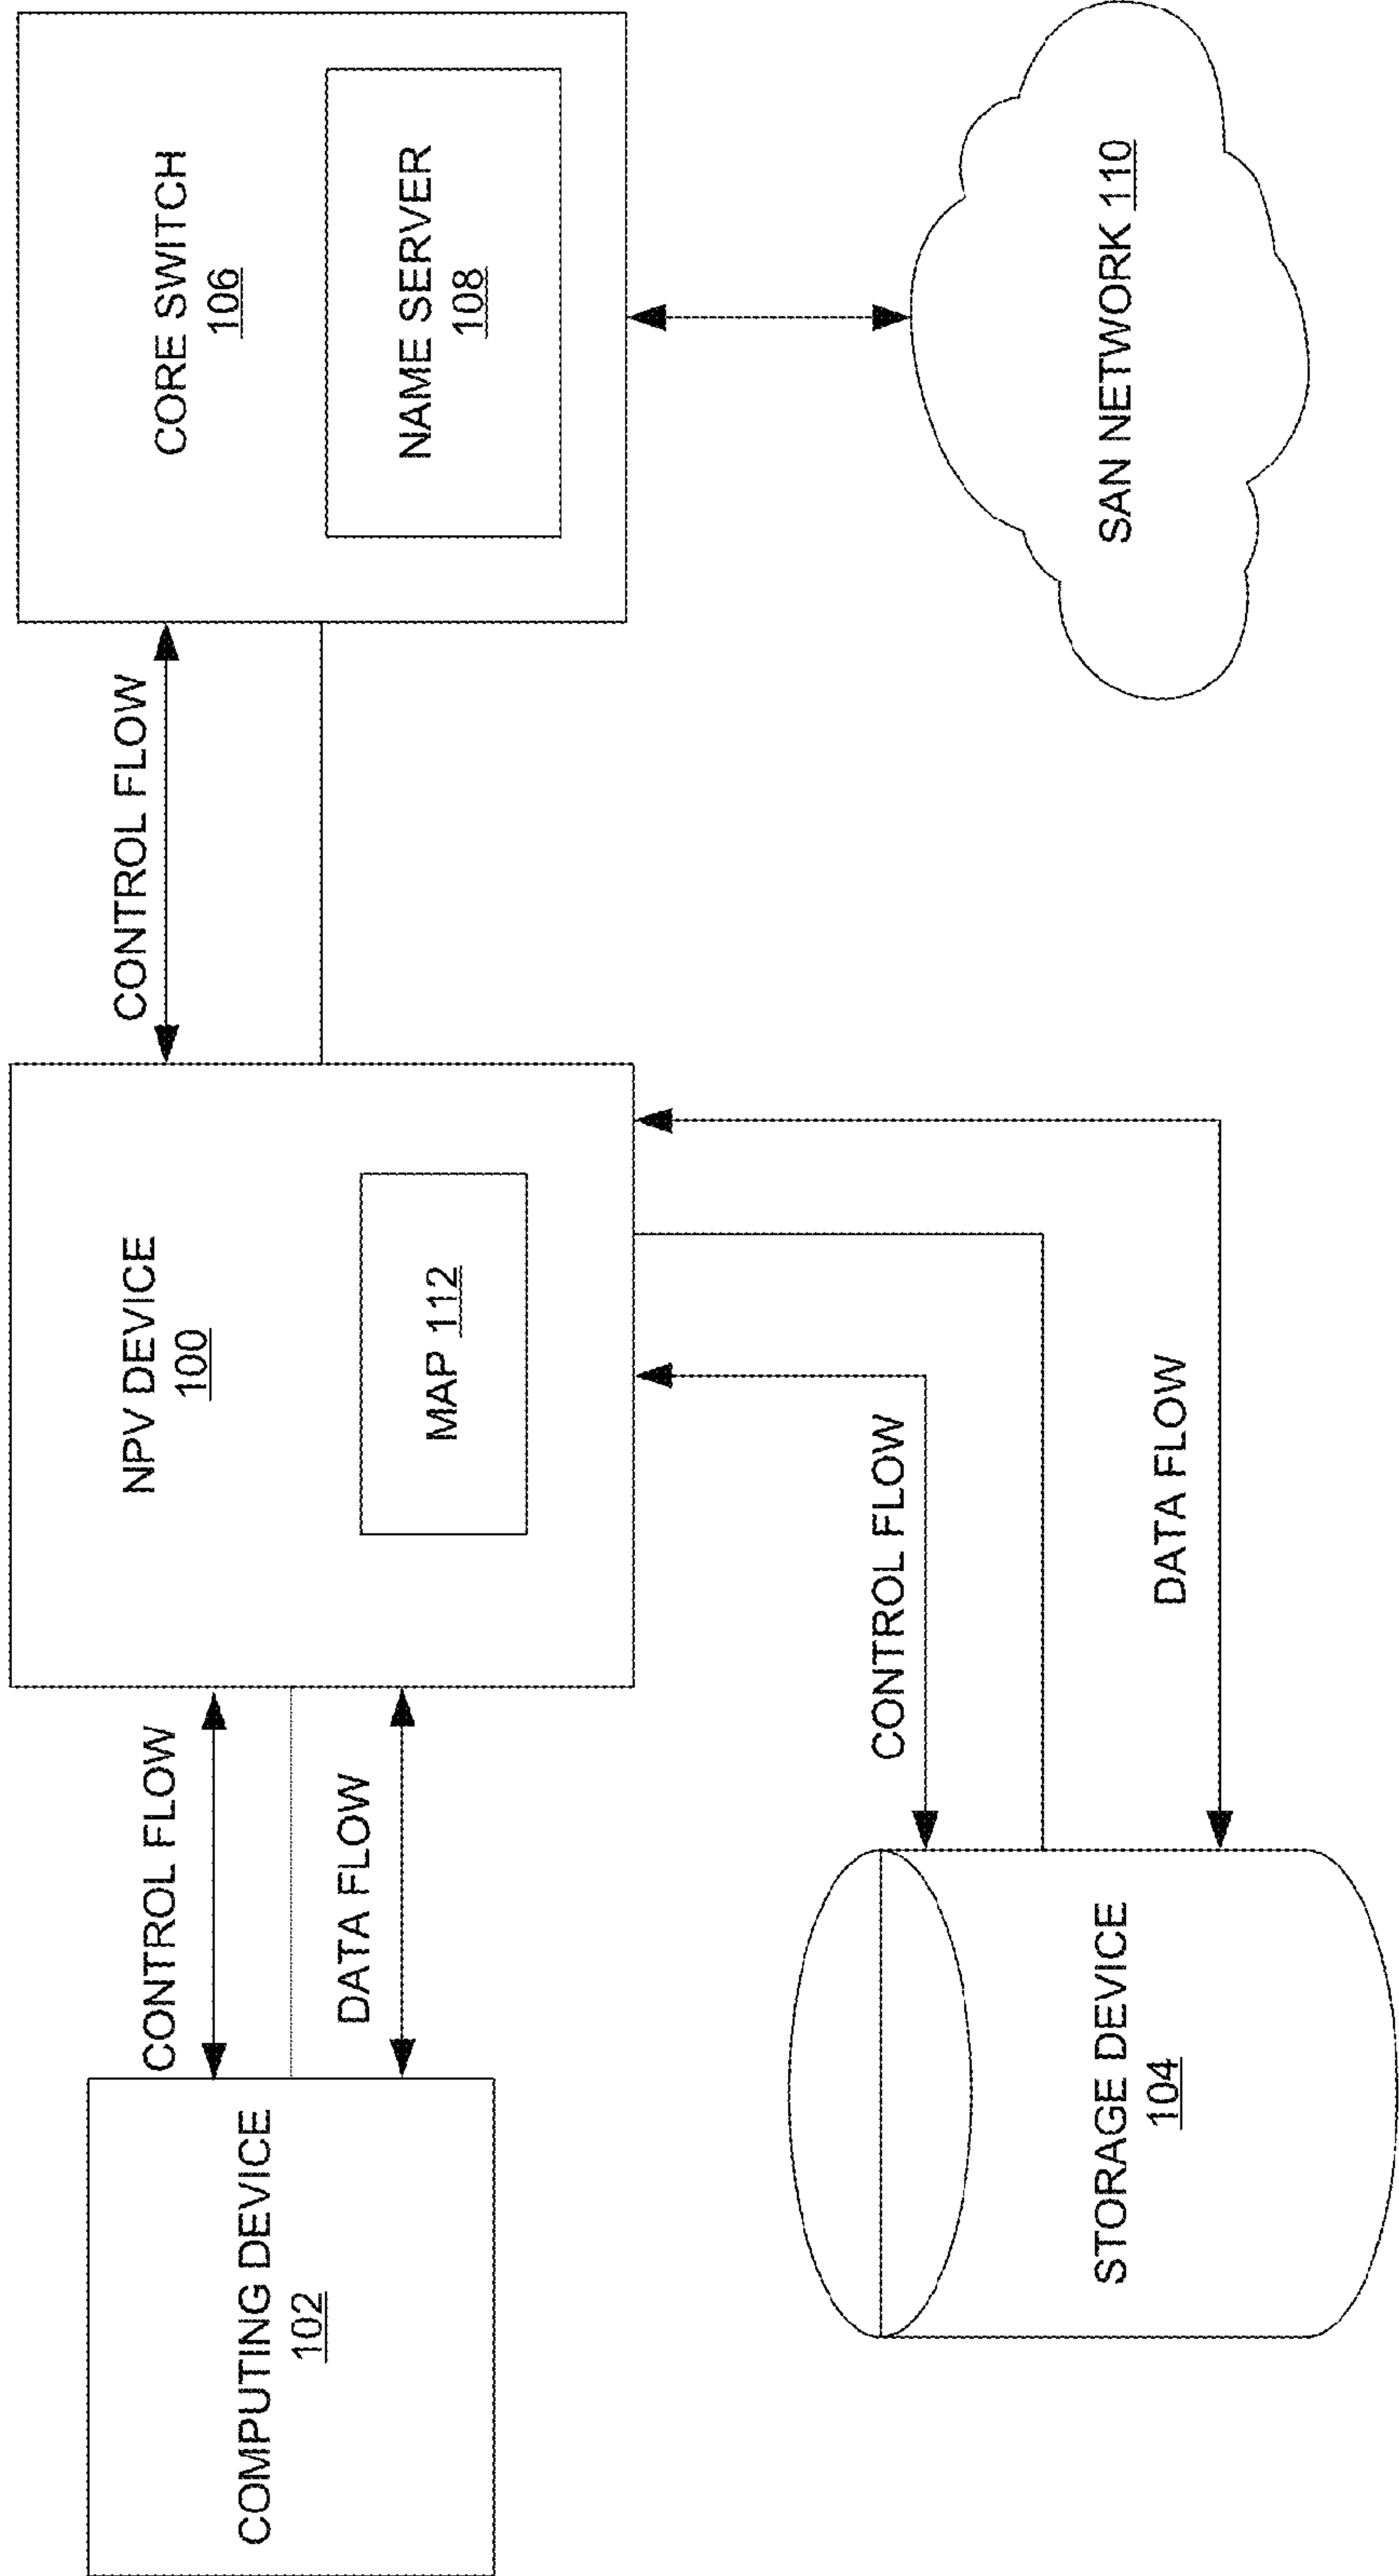 COMPUTING DEVICE
102
CONTROL FLOW
DATA FLOW
NPV DEVICE
100
MAP 112
CONTROL FLOW
CORE SWITCH
106
NAME SERVER
108
STORAGE DEVICE
104
CONTROL FLOW
DATA FLOW
SAN NETWORK 110